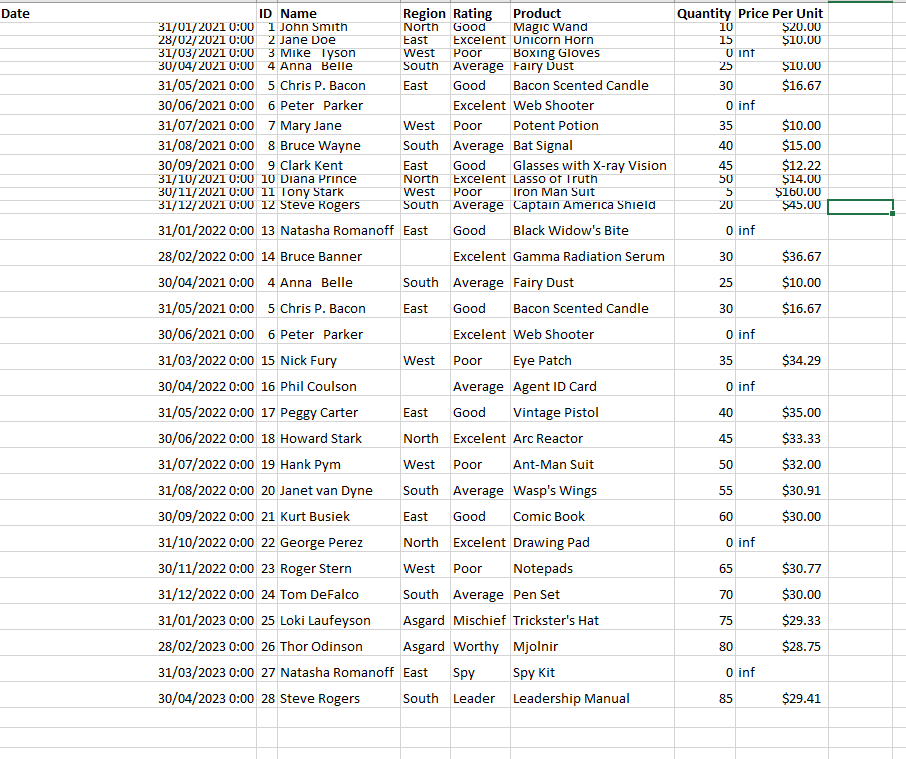 Date ID Name Region Rating Product Quantity Price Per Unit
31/01/2021 0:00 1 John Smith North Good Magic Wand 10 $20.00
28/02/2021 0:00 2 Jane Doe East Excelent Unicorn Horn 15 $10.00
31/03/2021 0:00 3 Mike Tyson West Poor Boxing Gloves 0 inf
30/04/2021 0:00 4 Anna Belle South Average Fairy Dust 25 $10.00
31/05/2021 0:00 5 Chris P. Bacon East Good Bacon Scented Candle 30 $16.67
30/06/2021 0:00 6 Peter Parker Excelent Web Shooter 0 inf
31/07/2021 0:00 7 Mary Jane West Poor Potent Potion 35 $10.00
31/08/2021 0:00 8 Bruce Wayne South Average Bat Signal 40 $15.00
30/09/2021 0:00 9 Clark Kent East Good Glasses with X-ray Vision 45 $12.22
31/10/2021 0:00 10 Diana Prince North Excelent Lasso of Truth 50 $14.00
30/11/2021 0:00 11 Tony Stark West Poor Iron Man Suit 5 $160.00
31/12/2021 0:00 12 Steve Rogers South Average Captain America Shield 20 $45.00
31/01/2022 0:00 13 Natasha Romanoff East Good Black Widow's Bite 0 inf
28/02/2022 0:00 14 Bruce Banner Excelent Gamma Radiation Serum 30 $36.67
30/04/2021 0:00 4 Anna Belle South Average Fairy Dust 25 $10.00
31/05/2021 0:00 5 Chris P. Bacon East Good Bacon Scented Candle 30 $16.67
30/06/2021 0:00 6 Peter Parker Excelent Web Shooter 0 inf
31/03/2022 0:00 15 Nick Fury West Poor Eye Patch 35 $34.29
30/04/2022 0:00 16 Phil Coulson Average Agent ID Card 0 inf
31/05/2022 0:00 17 Peggy Carter East Good Vintage Pistol 40 $35.00
30/06/2022 0:00 18 Howard Stark North Excelent Arc Reactor 45 $33.33
31/07/2022 0:00 19 Hank Pym West Poor Ant-Man Suit 50 $32.00
31/08/2022 0:00 20 Janet van Dyne South Average Wasp's Wings 55 $30.91
30/09/2022 0:00 21 Kurt Busiek East Good Comic Book 60 $30.00
31/10/2022 0:00 22 George Perez North Excelent Drawing Pad 0 inf
30/11/2022 0:00 23 Roger Stern West Poor Notepads 65 $30.77
31/12/2022 0:00 24 Tom DeFalco South Average Pen Set 70 $30.00
31/01/2023 0:00 25 Loki Laufeyson Asgard Mischief Trickster's Hat 75 $29.33
28/02/2023 0:00 26 Thor Odinson Asgard Worthy Mjolnir 80 $28.75
31/03/2023 0:00 27 Natasha Romanoff East Spy Spy Kit 0 inf
30/04/2023 0:00 28 Steve Rogers South Leader Leadership Manual 85 $29.41